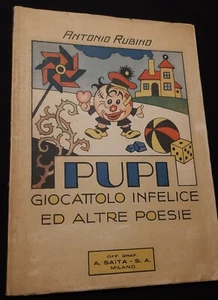 ANTONIO RUBINO
PUPI
GIOCATTOLO INFELICE
ED ALTRE POESIE
OFF. GRAF.
A. SAITA - S. A.
MILANO